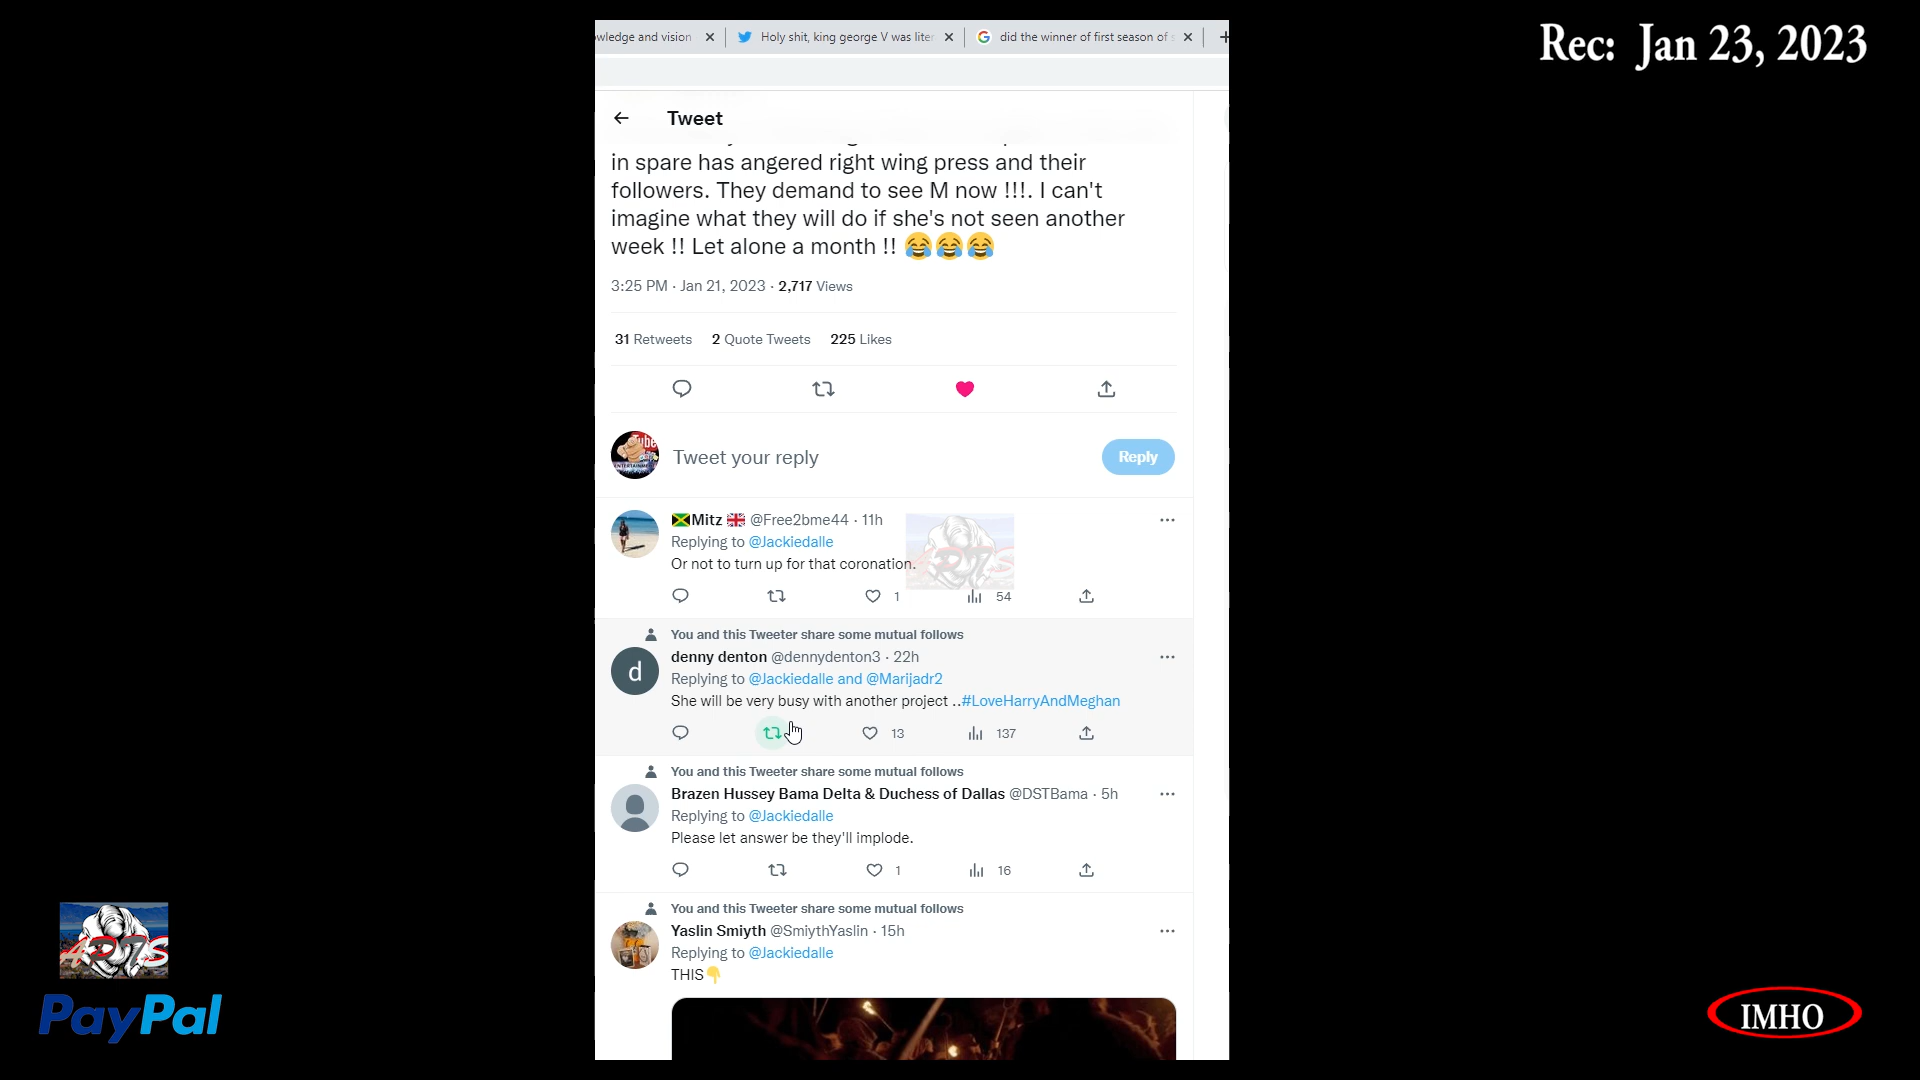 Rec: Jan 23, 2023
owledge and vision
Holy shit, king george V was liter
did the winner of first season of s
Tweet
in spare has angered right wing press and their
followers. They demand to see M now !!!. I can't
imagine what they will do if she's not seen another
week !! Let alone a month !! 😂😂😂
3:25 PM · Jan 21, 2023 · 2,717 Views
31 Retweets 2 Quote Tweets 225 Likes
Tweet your reply
Reply
🇯🇲Mitz 🇬🇧 @Free2bme44 · 11h
Replying to @Jackiedalle
Or not to turn up for that coronation.
1 54
You and this Tweeter share some mutual follows
d
denny denton @dennydenton3 · 22h
Replying to @Jackiedalle and @Marijadr2
She will be very busy with another project ..#LoveHarryAndMeghan
13 137
You and this Tweeter share some mutual follows
Brazen Hussey Bama Delta & Duchess of Dallas @DSTBama · 5h
Replying to @Jackiedalle
Please let answer be they'll implode.
1 16
You and this Tweeter share some mutual follows
Yaslin Smiyth @SmiythYaslin · 15h
Replying to @Jackiedalle
THIS👇
PayPal
IMHO